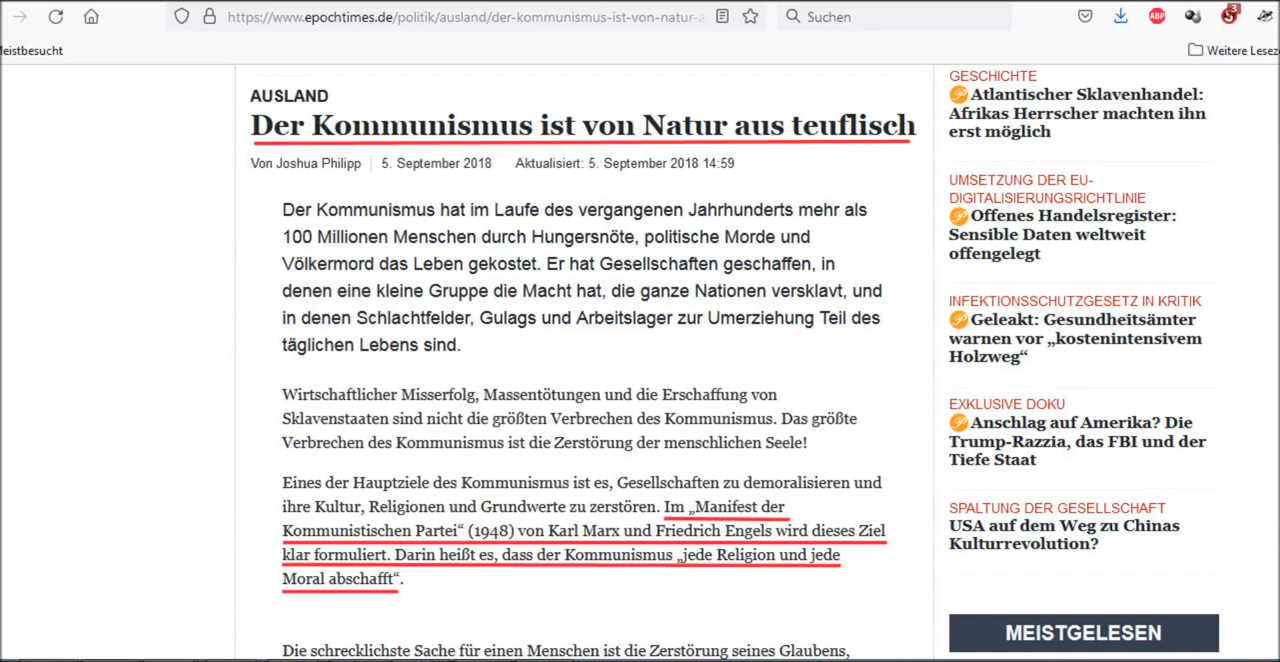 https://www.epochtimes.de/politik/ausland/der-kommunismus-ist-von-natur-a
Suchen
ABP
3
Meistbesucht
Weitere Lesez
AUSLAND
Der Kommunismus ist von Natur aus teuflisch
Von Joshua Philipp 5. September 2018 Aktualisiert: 5. September 2018 14:59
Der Kommunismus hat im Laufe des vergangenen Jahrhunderts mehr als
100 Millionen Menschen durch Hungersnöte, politische Morde und
Völkermord das Leben gekostet. Er hat Gesellschaften geschaffen, in
denen eine kleine Gruppe die Macht hat, die ganze Nationen versklavt, und
in denen Schlachtfelder, Gulags und Arbeitslager zur Umerziehung Teil des
täglichen Lebens sind.
Wirtschaftlicher Misserfolg, Massentötungen und die Erschaffung von
Sklavenstaaten sind nicht die größten Verbrechen des Kommunismus. Das größte
Verbrechen des Kommunismus ist die Zerstörung der menschlichen Seele!
Eines der Hauptziele des Kommunismus ist es, Gesellschaften zu demoralisieren und
ihre Kultur, Religionen und Grundwerte zu zerstören. Im „Manifest der
Kommunistischen Partei“ (1948) von Karl Marx und Friedrich Engels wird dieses Ziel
klar formuliert. Darin heißt es, dass der Kommunismus „jede Religion und jede
Moral abschafft“.
Die schrecklichste Sache für einen Menschen ist die Zerstörung seines Glaubens,
GESCHICHTE
Atlantischer Sklavenhandel:
Afrikas Herrscher machten ihn
erst möglich
UMSETZUNG DER EU-
DIGITALISIERUNGSRICHTLINIE
Offenes Handelsregister:
Sensible Daten weltweit
offengelegt
INFEKTIONSSCHUTZGESETZ IN KRITIK
Geleakt: Gesundheitsämter
warnen vor „kostenintensivem
Holzweg“
EXKLUSIVE DOKU
Anschlag auf Amerika? Die
Trump-Razzia, das FBI und der
Tiefe Staat
SPALTUNG DER GESELLSCHAFT
USA auf dem Weg zu Chinas
Kulturrevolution?
MEISTGELESEN